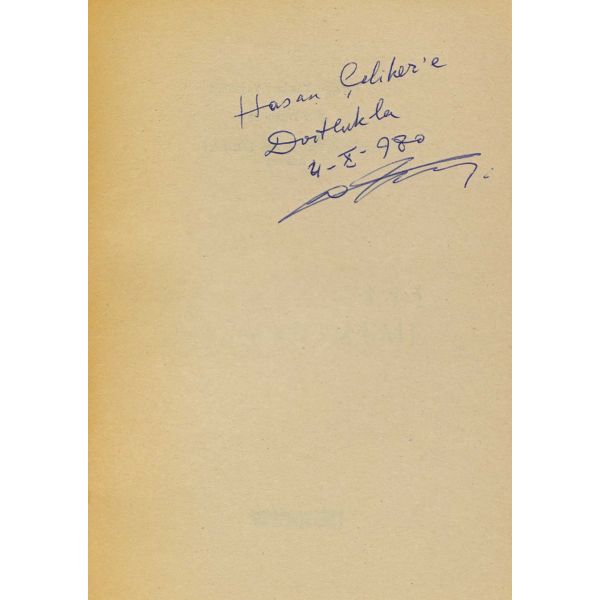 Hasan Çeliker'e
Dostlukla
4-X-980